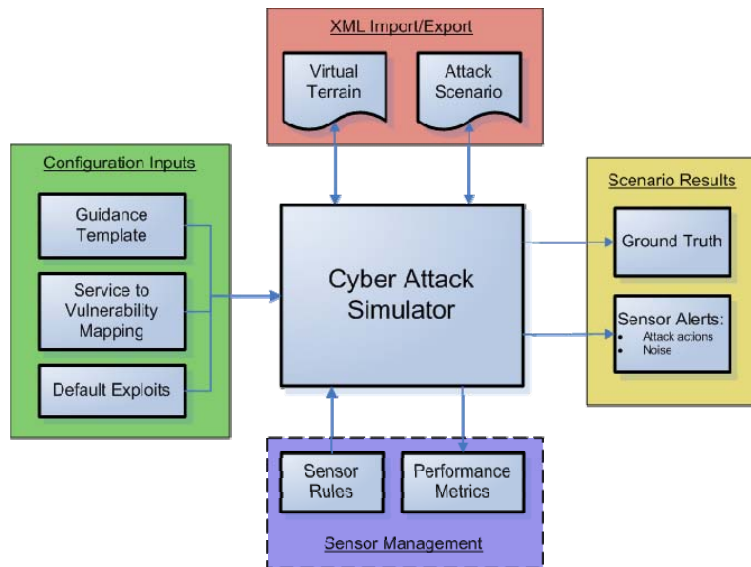 XML Import/Export
Virtual
Terrain
Attack
Scenario
Configuration Inputs
Guidance
Template
Service to
Vulnerability
Mapping
Default Exploits
Cyber Attack
Simulator
Scenario Results
Ground Truth
Sensor Alerts:
• Attack actions
• Noise
Sensor
Rules
Performance
Metrics
Sensor Management